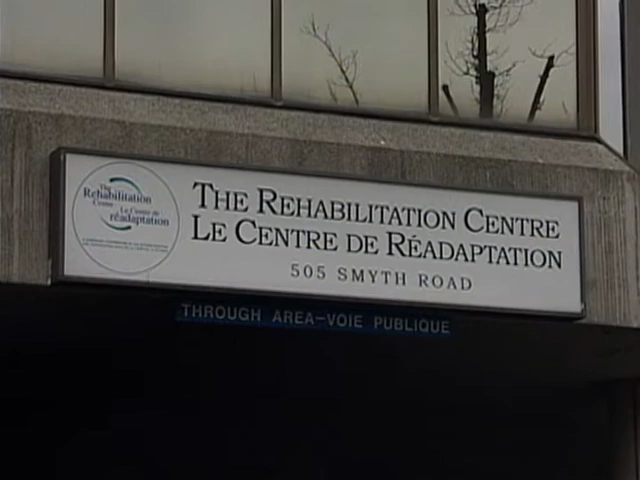 The
Rehabilitation
Centre
Le Centre de
réadaptation
THE REHABILITATION CENTRE
LE CENTRE DE RÉADAPTATION
505 SMYTH ROAD
THROUGH AREA-VOIE PUBLIQUE